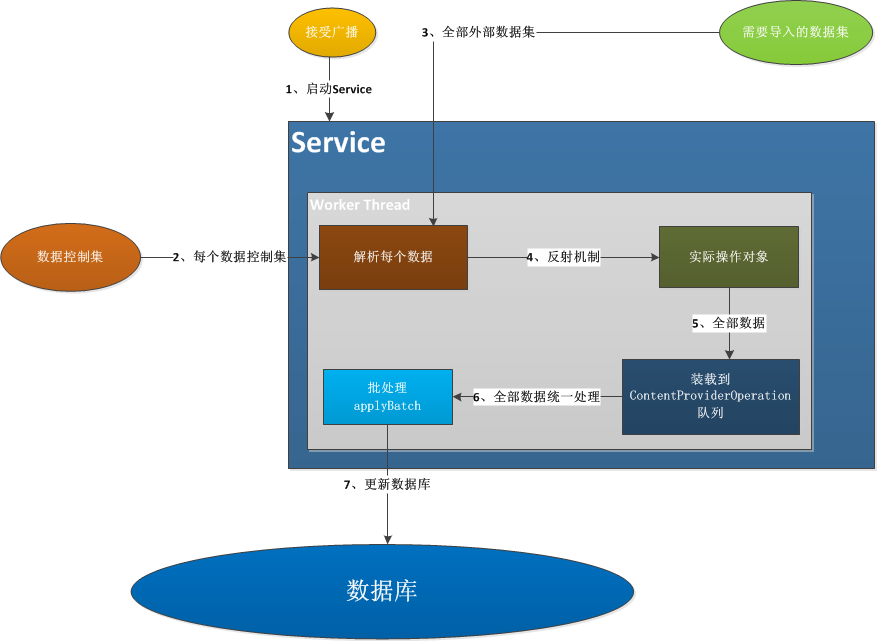 接受广播
3、全部外部数据集
需要导入的数据集
1、启动Service
Service
Worker Thread
数据控制集
2、每个数据控制集
解析每个数据
4、反射机制
实际操作对象
5、全部数据
批处理
applyBatch
6、全部数据统一处理
装载到
ContentProviderOperation
队列
7、更新数据库
数据库